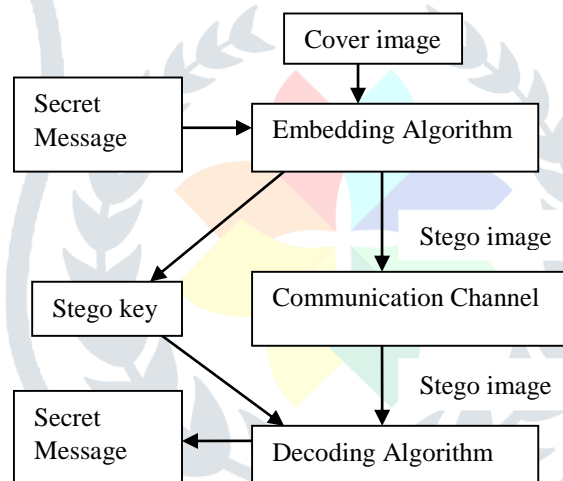 Cover image
Secret
Message
Embedding Algorithm
Stego image
Stego key
Communication Channel
Stego image
Secret
Message
Decoding Algorithm